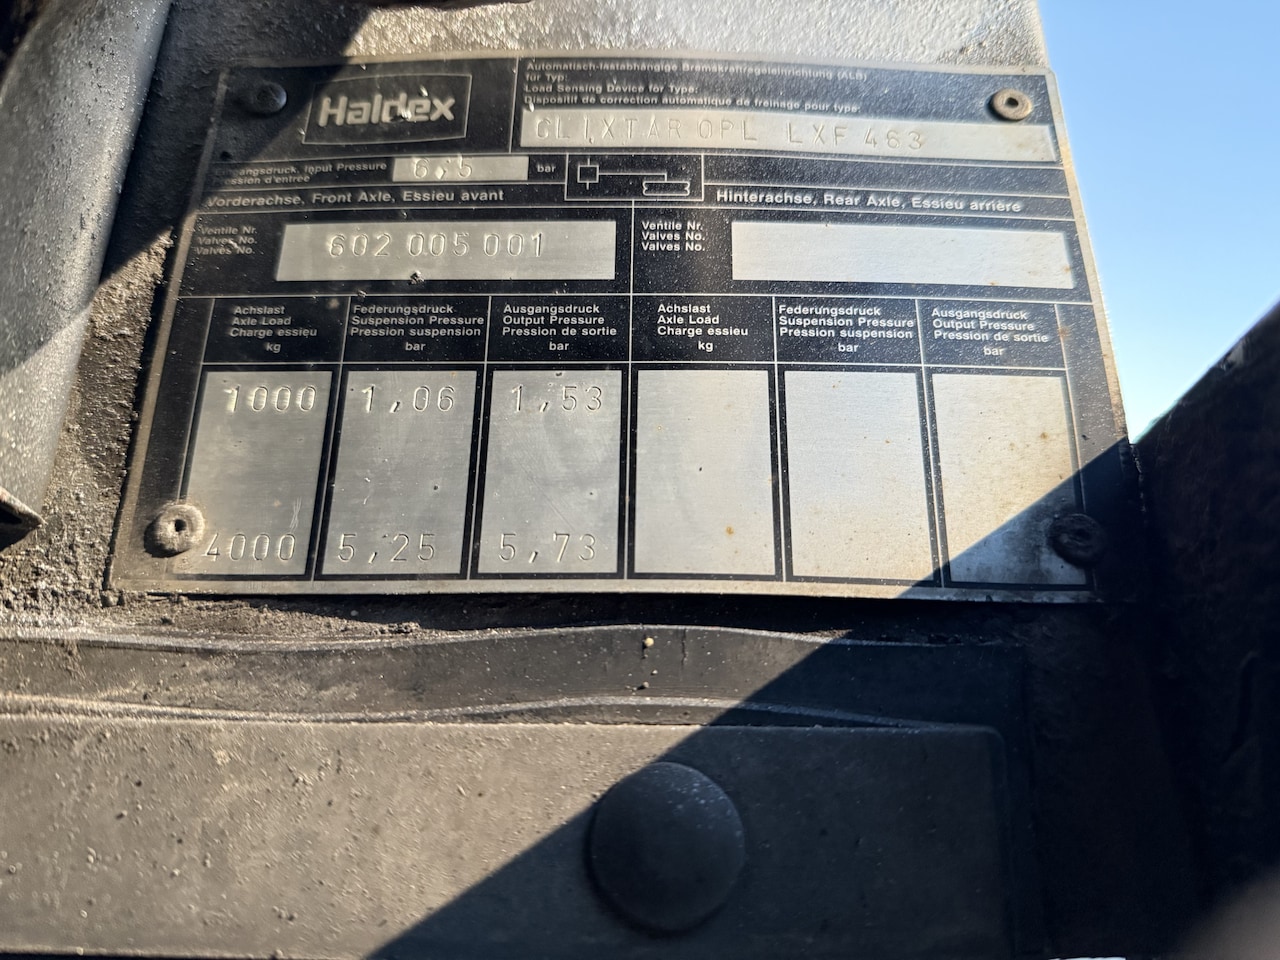 Haldex
Automatisch-lastabhängige Bremskraftregeleinrichtung (ALB)
für Typ:
Load Sensing Device for Type:
Dispositif de correction automatique de freinage pour type:
CLIXTAR OPL LXF 463
Eingangsdruck, Input Pressure
Pression d'entrée
6,5 bar
Vorderachse, Front Axle, Essieu avant
Hinterachse, Rear Axle, Essieu arrière
Ventile Nr.
Valves No.
Valves No.
602 005 001
Ventile Nr.
Valves No.
Valves No.
Achslast
Axle Load
Charge essieu
kg
Federungsdruck
Suspension Pressure
Pression suspension
bar
Ausgangsdruck
Output Pressure
Pression de sortie
bar
Achslast
Axle Load
Charge essieu
kg
Federungsdruck
Suspension Pressure
Pression suspension
bar
Ausgangsdruck
Output Pressure
Pression de sortie
bar
1000 1,06 1,53
4000 5,25 5,73